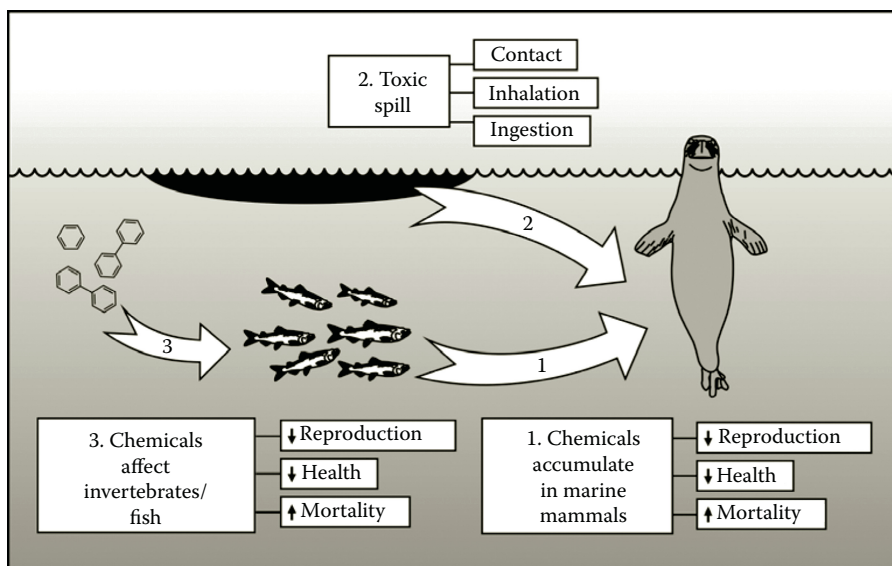 2. Toxic
spill
Contact
Inhalation
Ingestion
2
3
1
3. Chemicals
affect
invertebrates/
fish
↓ Reproduction
↓ Health
↑ Mortality
1. Chemicals
accumulate
in marine
mammals
↓ Reproduction
↓ Health
↑ Mortality